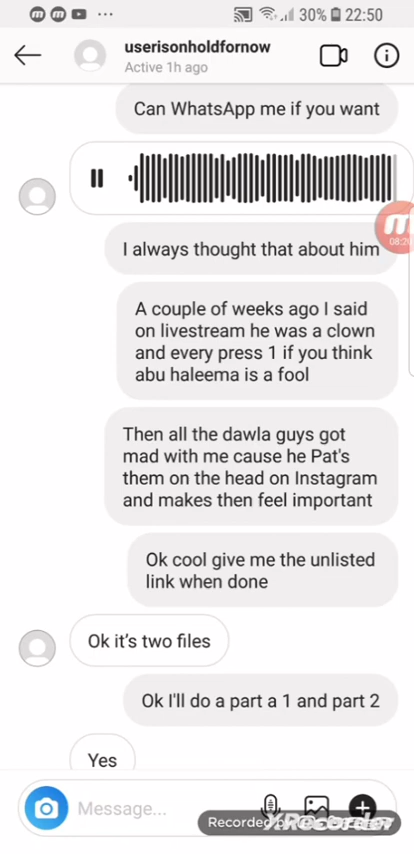 30% 22:50
userisonholdfornow
Active 1h ago
Can WhatsApp me if you want
08:20
I always thought that about him
A couple of weeks ago I said
on livestream he was a clown
and every press 1 if you think
abu haleema is a fool
Then all the dawla guys got
mad with me cause he Pat's
them on the head on Instagram
and makes then feel important
Ok cool give me the unlisted
link when done
Ok it's two files
Ok I'll do a part a 1 and part 2
Yes
Message...
Recorded by
XRecorder